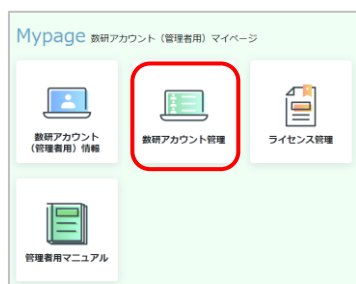 Mypage 数研アカウント（管理者用）マイページ
数研アカウント
（管理者用）情報
数研アカウント管理
ライセンス管理
管理者用マニュアル